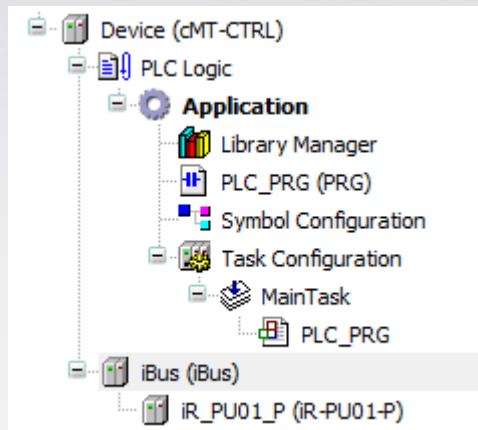 Device (cMT-CTRL)
PLC Logic
Application
Library Manager
PLC_PRG (PRG)
Symbol Configuration
Task Configuration
MainTask
PLC_PRG
iBus (iBus)
iR_PU01_P (iR-PU01-P)